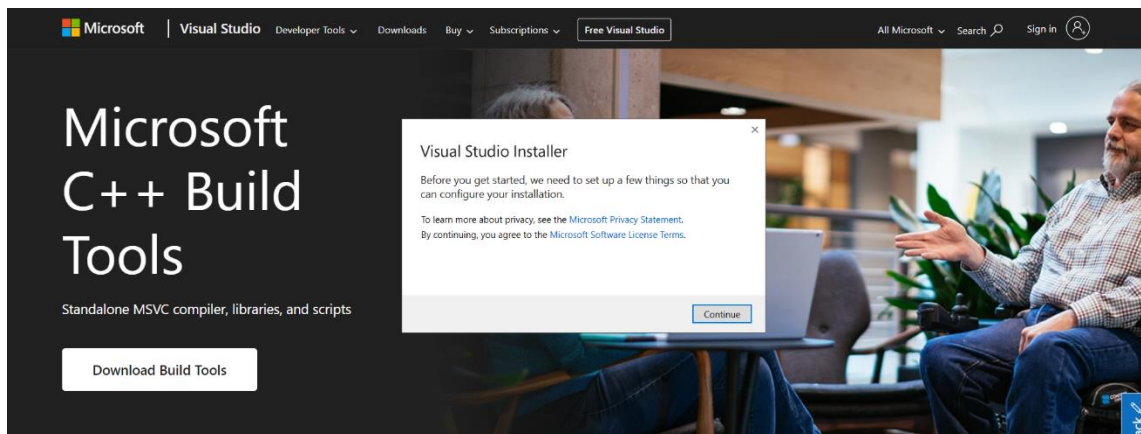 Microsoft Visual Studio Developer Tools Downloads Buy Subscriptions Free Visual Studio All Microsoft Search Sign in
Microsoft
C++ Build
Tools
Standalone MSVC compiler, libraries, and scripts
Download Build Tools
Visual Studio Installer
Before you get started, we need to set up a few things so that you
can configure your installation.
To learn more about privacy, see the Microsoft Privacy Statement.
By continuing, you agree to the Microsoft Software License Terms.
Continue